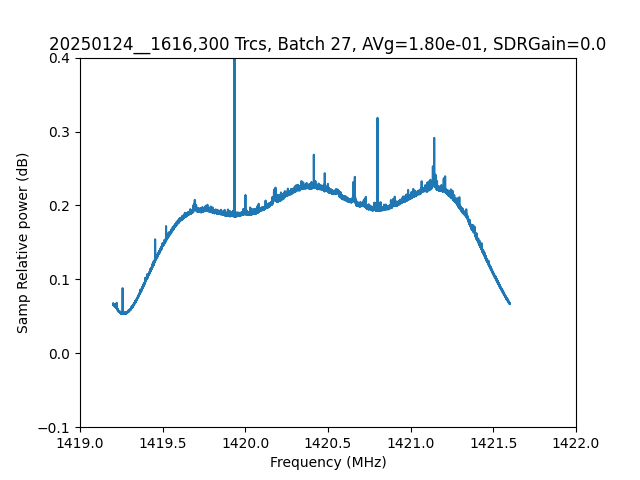 20250124__1616,300 Trcs, Batch 27, AVg=1.80e-01, SDRGain=0.0
Samp Relative power (dB)
0.4
0.3
0.2
0.1
0.0
−0.1
1419.0 1419.5 1420.0 1420.5 1421.0 1421.5 1422.0
Frequency (MHz)